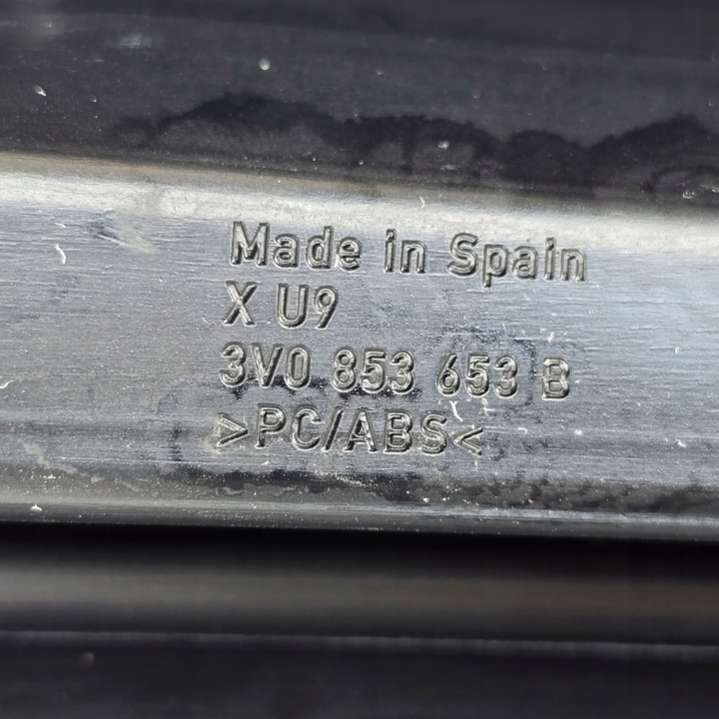 Made in Spain
X U9
3V0 853 653 B
>PC/ABS<